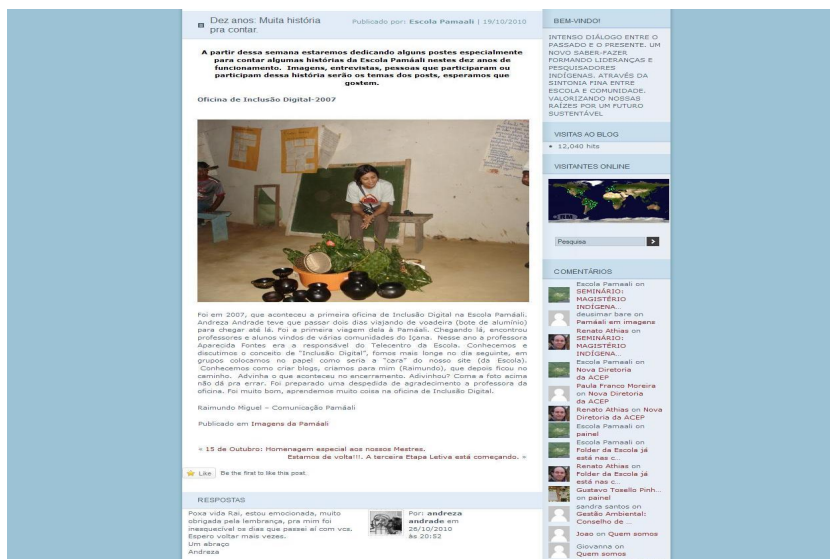 Dez anos: Muita história
pra contar.
Publicado por: Escola Pamaali | 19/10/2010
A partir dessa semana estaremos dedicando alguns postes especialmente
para contar algumas histórias da Escola Pamáali nestes dez anos de
funcionamento. Imagens, entrevistas, pessoas que participaram ou
participam dessa história serão os temas dos posts, esperamos que
gostem.
Oficina de Inclusão Digital-2007
Foi em 2007, que aconteceu a primeira oficina de Inclusão Digital na Escola Pamáali.
Andreza Andrade teve que passar dois dias viajando de voadeira (bote de alumínio)
para chegar até lá. Foi a primeira viagem dela à Pamáali. Chegando lá, encontrou
professores e alunos vindos de várias comunidades do Içana. Nesse ano a professora
Aparecida Fontes era a responsável do Telecentro da Escola. Conhecemos e
discutimos o conceito de "Inclusão Digital", fomos mais longe no dia seguinte, em
grupos colocamos no papel como seria a "cara" do nosso site (da Escola).
Conhecemos como criar blogs, criamos para mim (Raimundo), que depois ficou no
caminho. Advinha o que aconteceu no encerramento. Adivinhou? Come a foto acima
não dá pra errar. Foi preparado uma despedida de agradecimento a professora da
oficina. Foi muito bom, aprendemos muito coisa na oficina de Inclusão Digital.
Raimundo Miguel – Comunicação Pamáali
Publicado em Imagens da Pamáali
« 15 de Outubro: Homenagem especial aos nossos Mestres.
Estamos de volta!!!. A terceira Etapa Letiva está começando. »
Like Be the first to like this post.
RESPOSTAS
Poxa vida Rai, estou emocionada, muito
obrigada pela lembrança, pra mim foi
inesquecível os dias que passei aí com vcs.
Espero voltar mais vezes.
Um abraço
Andreza
Por: andreza
andrade em
26/10/2010
às 20:52
BEM-VINDO!
INTENSO DIÁLOGO ENTRE O
PASSADO E O PRESENTE. UM
NOVO SABER-FAZER
FORMANDO LIDERANÇAS E
PESQUISADORES
INDÍGENAS. ATRAVÉS DA
SINTONIA FINA ENTRE
ESCOLA E COMUNIDADE.
VALORIZANDO NOSSAS
RAÍZES POR UM FUTURO
SUSTENTÁVEL
VISITAS AO BLOG
12,040 hits
VISITANTES ONLINE
Pesquisa
COMENTÁRIOS
Escola Pamaali on
SEMINÁRIO:
MAGISTÉRIO
INDÍGENA...
deusimar bare on
Pamáali em imagens
Renato Athias on
SEMINÁRIO:
MAGISTÉRIO
INDÍGENA...
Escola Pamaali on
Nova Diretoria
da ACEP
Paula Franco Moreira
on Nova Diretoria
da ACEP
Renato Athias on Nova
Diretoria da ACEP
Escola Pamaali on
painel
Escola Pamaali on
Folder da Escola já
está nas c...
Renato Athias on
Folder da Escola já
está nas c...
Gustavo Tosello Pinh...
on painel
sandra santos on
Gestão Ambiental:
Conselho de ...
Joao on Quem somos
Giovanna on
Quem somos